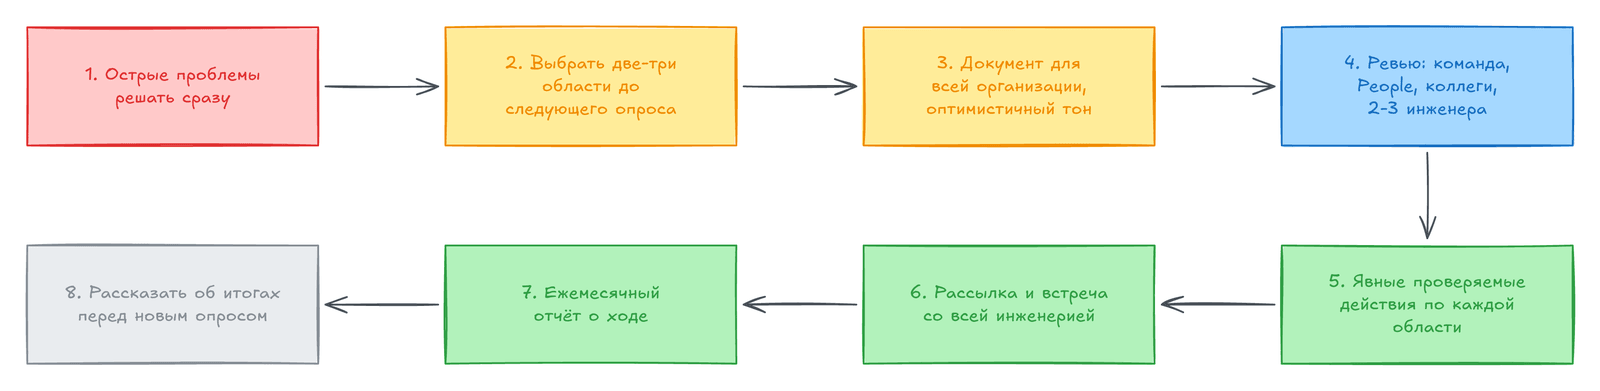 1. Острые проблемы
решать сразу
2. Выбрать две-три
области до
следующего опроса
3. Документ для
всей организации,
оптимистичный тон
4. Ревью: команда,
People, коллеги,
2-3 инженера
5. Явные проверяемые
действия по каждой
области
6. Рассылка и встреча
со всей инженерией
7. Ежемесячный
отчёт о ходе
8. Рассказать об итогах
перед новым опросом